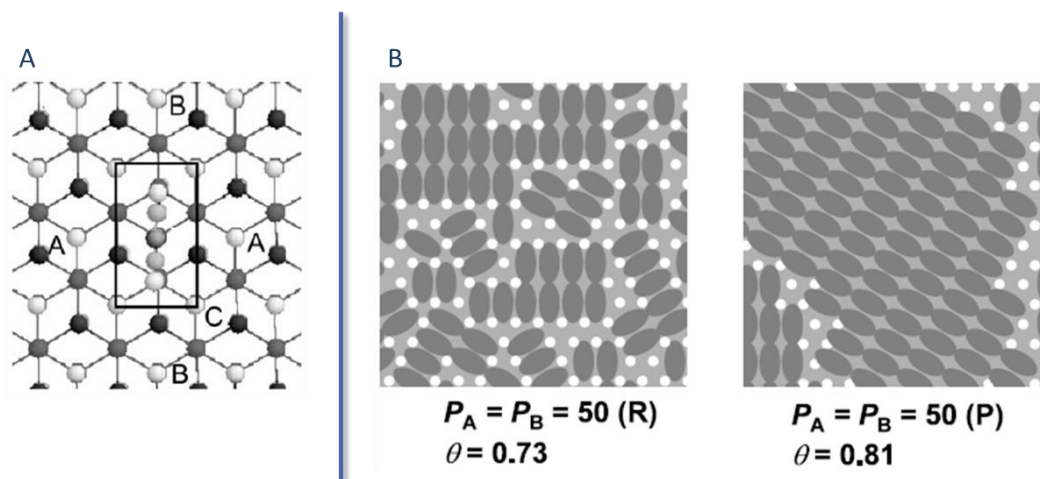 A
B
A
A
C
B
B
P_A = P_B = 50 (R)
θ = 0.73
P_A = P_B = 50 (P)
θ = 0.81